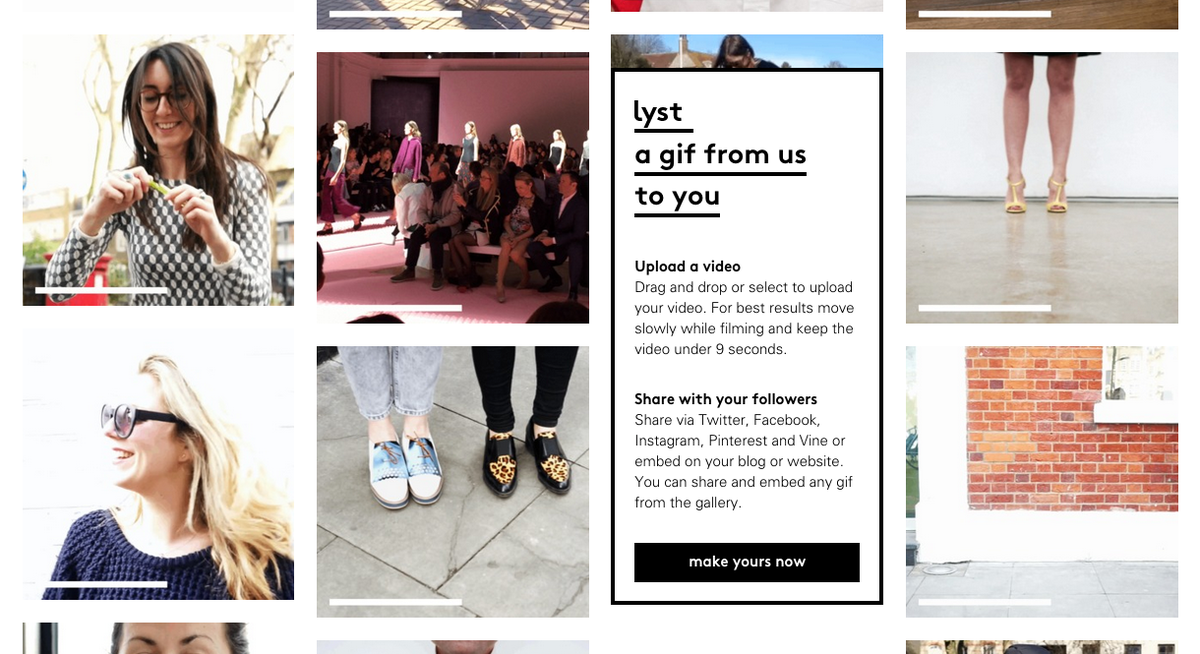 lyst
a gif from us
to you
Upload a video
Drag and drop or select to upload
your video. For best results move
slowly while filming and keep the
video under 9 seconds.
Share with your followers
Share via Twitter, Facebook,
Instagram, Pinterest and Vine or
embed on your blog or website.
You can share and embed any gif
from the gallery.
make yours now